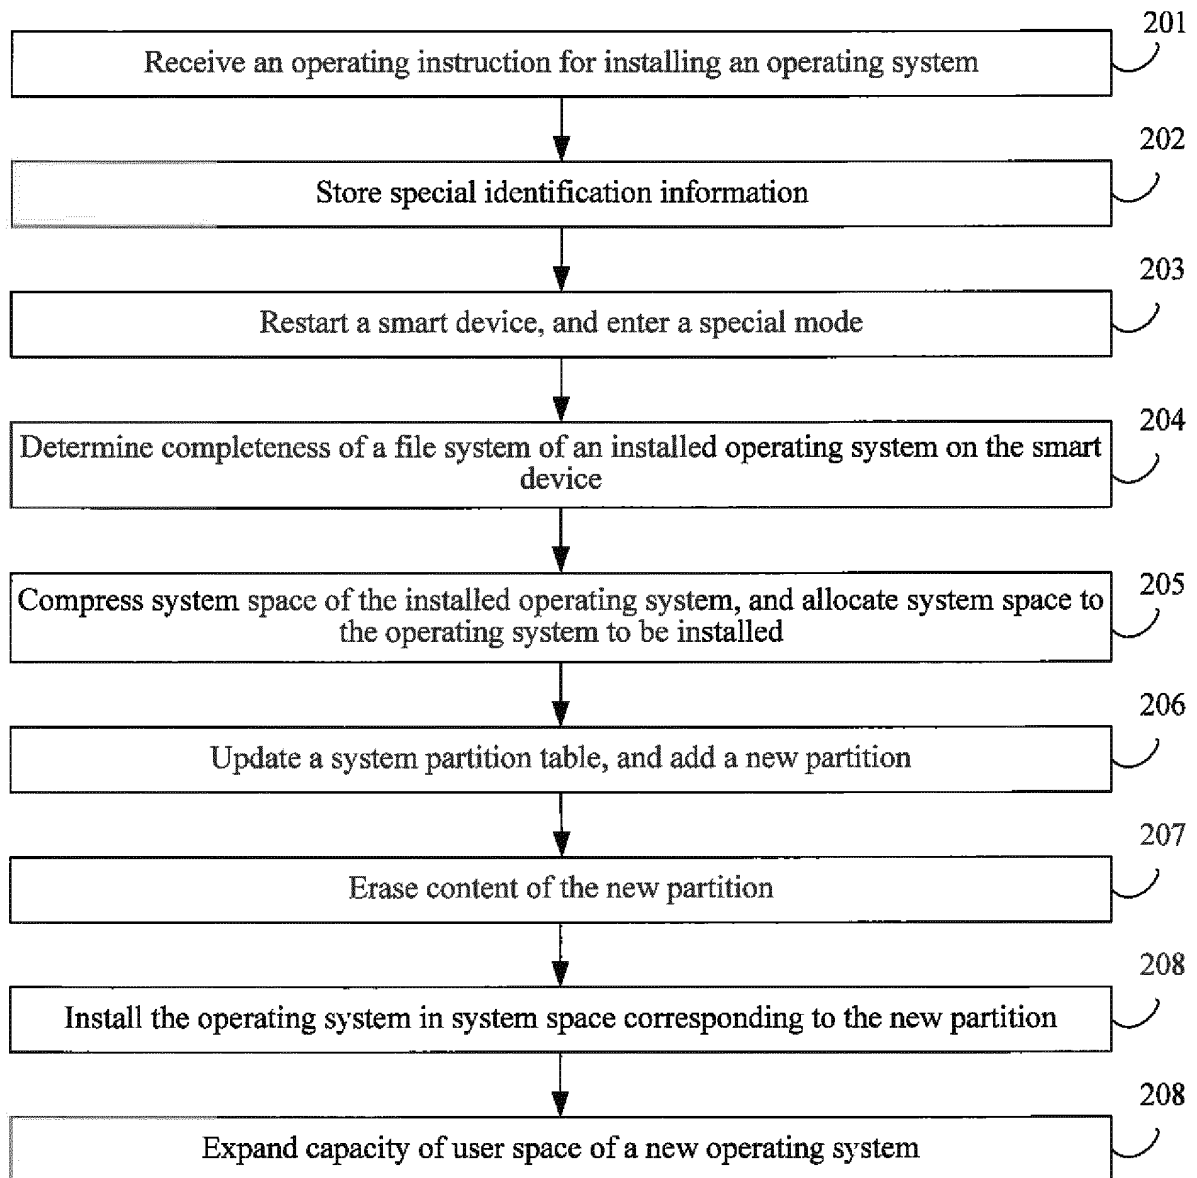 201
Receive an operating instruction for installing an operating system
202
Store special identification information
203
Restart a smart device, and enter a special mode
204
Determine completeness of a file system of an installed operating system on the smart
device
205
Compress system space of the installed operating system, and allocate system space to
the operating system to be installed
206
Update a system partition table, and add a new partition
207
Erase content of the new partition
208
Install the operating system in system space corresponding to the new partition
208
Expand capacity of user space of a new operating system